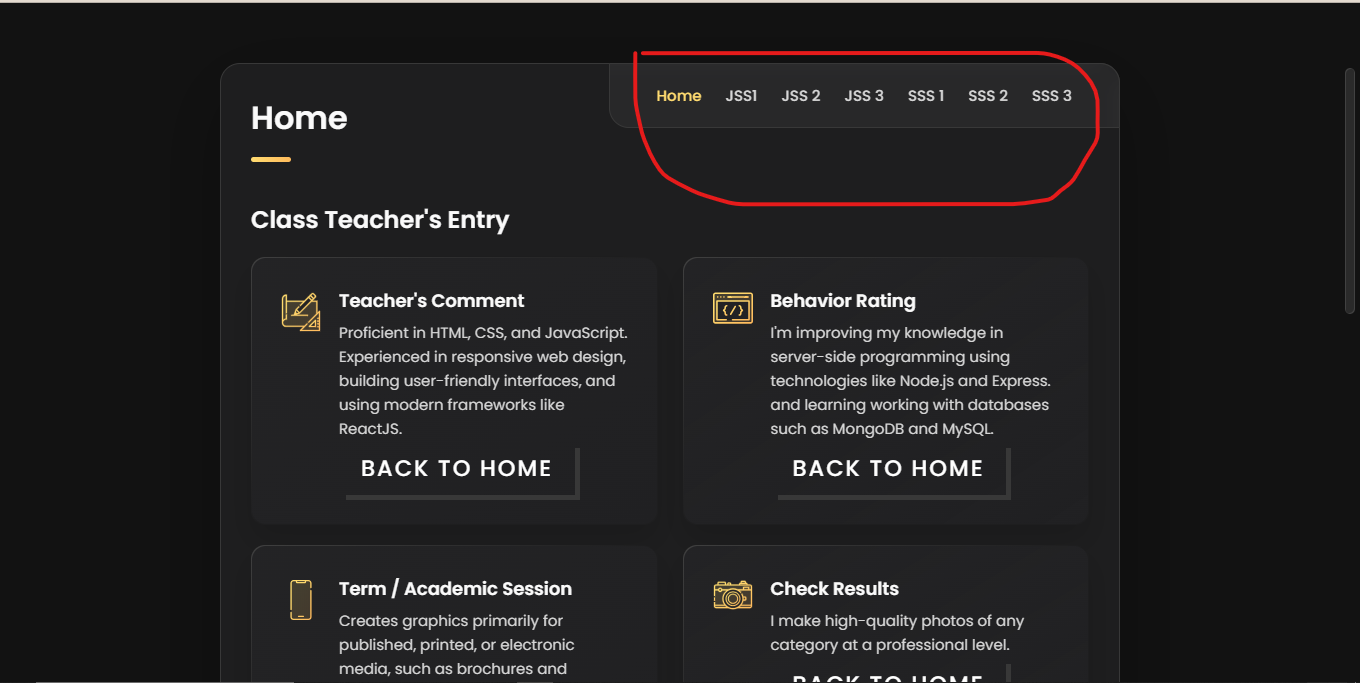 Home JSS1 JSS 2 JSS 3 SSS 1 SSS 2 SSS 3
Home
Class Teacher's Entry
Teacher's Comment
Proficient in HTML, CSS, and JavaScript.
Experienced in responsive web design,
building user-friendly interfaces, and
using modern frameworks like
ReactJS.
BACK TO HOME
Behavior Rating
I'm improving my knowledge in
server-side programming using
technologies like Node.js and Express.
and learning working with databases
such as MongoDB and MySQL.
BACK TO HOME
Term / Academic Session
Creates graphics primarily for
published, printed, or electronic
media, such as brochures and
Check Results
I make high-quality photos of any
category at a professional level.
BACK TO HOME